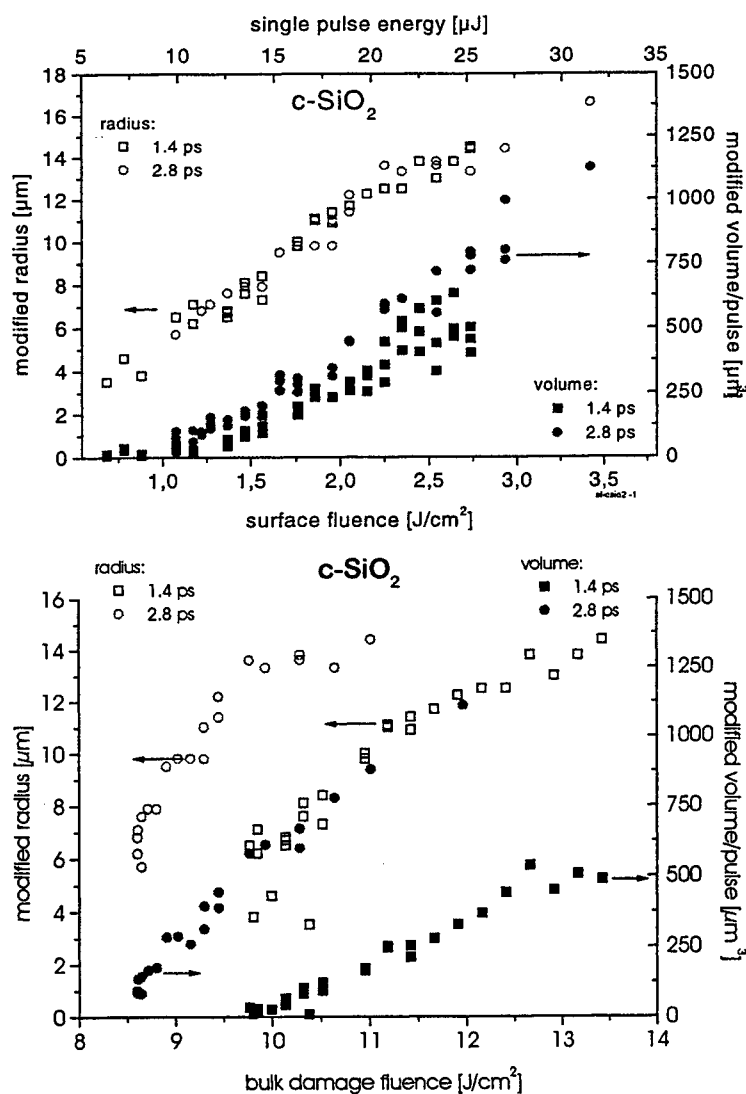 single pulse energy [µJ]
5 10 15 20 25 30 35
18 1500
16
14 1250
12 1000
10
8 750
6 500
4
2 250
0 0
c-SiO2
radius:
1.4 ps
2.8 ps
volume:
1.4 ps
2.8 ps
modified radius [µm]
modified volume/pulse [µm3]
1,0 1,5 2,0 2,5 3,0 3,5
surface fluence [J/cm2]
c-SiO2
radius:
1.4 ps
2.8 ps
volume:
1.4 ps
2.8 ps
16 1500
14 1250
12
10 1000
8 750
6
4 500
2 250
0 0
modified radius [µm]
modified volume/pulse [µm3]
8 9 10 11 12 13 14
bulk damage fluence [J/cm2]